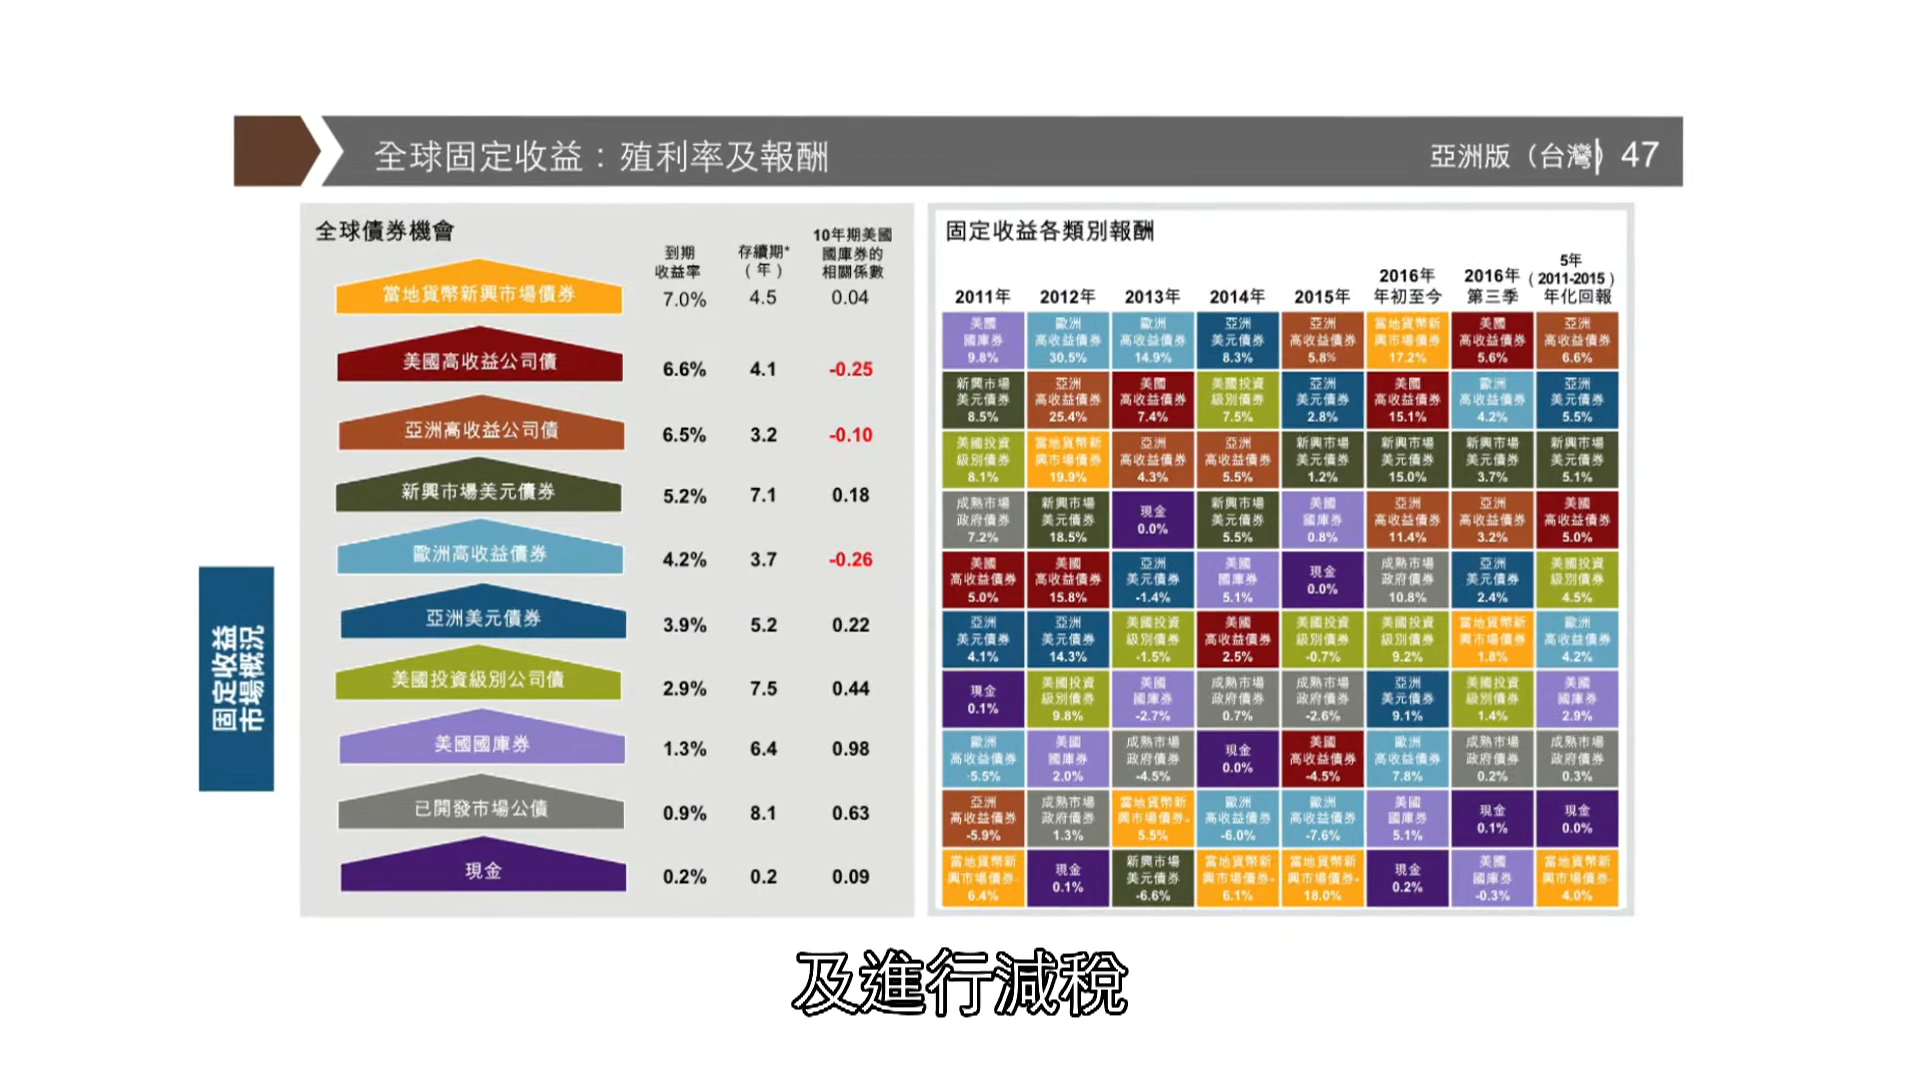 全球固定收益：殖利率及報酬
亞洲版（台灣） 47
全球債券機會
到期
收益率
存續期*
（年）
10年期美國
國庫券的
相關係數
當地貨幣新興市場債券 7.0% 4.5 0.04
美國高收益公司債 6.6% 4.1 -0.25
亞洲高收益公司債 6.5% 3.2 -0.10
新興市場美元債券 5.2% 7.1 0.18
歐洲高收益債券 4.2% 3.7 -0.26
亞洲美元債券 3.9% 5.2 0.22
美國投資級別公司債 2.9% 7.5 0.44
美國國庫券 1.3% 6.4 0.98
已開發市場公債 0.9% 8.1 0.63
現金 0.2% 0.2 0.09
固定收益
市場概況
固定收益各類別報酬
2011年 2012年 2013年 2014年 2015年 2016年年初至今 2016年第三季 5年（2011-2015）年化回報
美國 歐洲 歐洲 亞洲 亞洲 當地貨幣新 美國 亞洲
國庫券 高收益債券 高收益債券 美元債券 高收益債券 興市場債券 高收益債券 高收益債券
9.8% 30.5% 14.9% 8.3% 5.8% 17.2% 5.6% 6.6%
新興市場 亞洲 美國 美國投資 亞洲 美國 歐洲 亞洲
美元債券 高收益債券 高收益債券 級別債券 美元債券 高收益債券 高收益債券 美元債券
8.5% 25.4% 7.4% 7.5% 2.8% 15.1% 4.2% 5.5%
美國投資 當地貨幣新 亞洲 亞洲 新興市場 新興市場 新興市場 新興市場
級別債券 興市場債券 高收益債券 高收益債券 美元債券 美元債券 美元債券 美元債券
8.1% 19.9% 4.3% 5.5% 1.2% 15.0% 3.7% 5.1%
成熟市場 新興市場 現金 新興市場 美國 亞洲 亞洲 美國
政府債券 美元債券 0.0% 美元債券 國庫券 高收益債券 高收益債券 高收益債券
7.2% 18.5% 5.5% 0.8% 11.4% 3.2% 5.0%
美國 美國 亞洲 美國 現金 成熟市場 亞洲 美國投資
高收益債券 高收益債券 美元債券 國庫券 0.0% 政府債券 美元債券 級別債券
5.0% 15.8% -1.4% 5.1% 10.8% 2.4% 4.5%
亞洲 亞洲 美國投資 美國 美國投資 美國投資 當地貨幣新 歐洲
美元債券 美元債券 級別債券 高收益債券 級別債券 級別債券 興市場債券 高收益債券
4.1% 14.3% -1.5% 2.5% -0.7% 9.2% 1.8% 4.2%
現金 美國投資 美國 成熟市場 成熟市場 亞洲 美國投資 美國
0.1% 級別債券 國庫券 政府債券 政府債券 美元債券 級別債券 國庫券
9.8% -2.7% 0.7% -2.6% 9.1% 1.4% 2.9%
歐洲 美國 成熟市場 現金 美國 歐洲 成熟市場 成熟市場
高收益債券 國庫券 政府債券 0.0% 高收益債券 高收益債券 政府債券 政府債券
-5.5% 2.0% -4.5% -4.5% 7.8% 0.2% 0.3%
亞洲 成熟市場 當地貨幣新 歐洲 歐洲 美國 現金 現金
高收益債券 政府債券 興市場債券- 高收益債券 高收益債券 國庫券 0.1% 0.0%
-5.9% 1.3% 5.5% -6.0% -7.6% 5.1%
當地貨幣新 現金 新興市場 當地貨幣新 當地貨幣新 現金 美國 當地貨幣新
興市場債券- 0.1% 美元債券 興市場債券- 興市場債券- 0.2% 國庫券 興市場債券-
6.4% -6.6% 6.1% 18.0% -0.3% 4.0%
及進行減稅